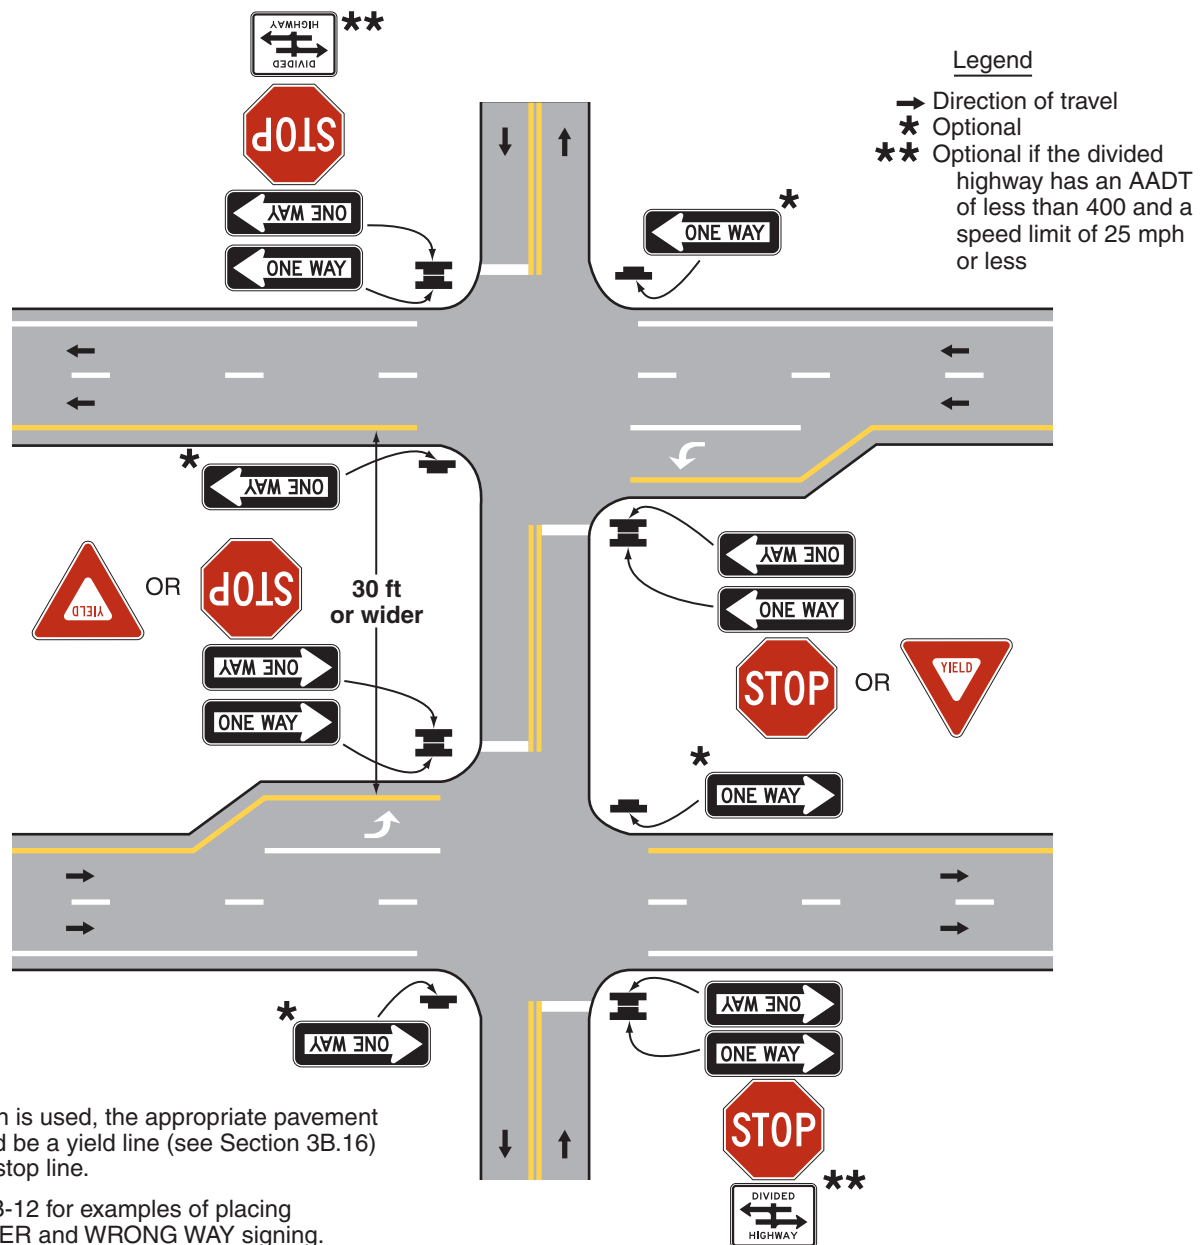 HIGHWAY
DIVIDED
**
STOP
ONE WAY
ONE WAY
Legend
Direction of travel
* Optional
** Optional if the divided
highway has an AADT
of less than 400 and a
speed limit of 25 mph
or less
*
ONE WAY
*
ONE WAY
YIELD
OR
STOP
30 ft
or wider
ONE WAY
ONE WAY
ONE WAY
ONE WAY
STOP
OR
YIELD
*
ONE WAY
*
ONE WAY
ONE WAY
ONE WAY
STOP
**
DIVIDED
HIGHWAY
n is used, the appropriate pavement
d be a yield line (see Section 3B.16)
stop line.
3-12 for examples of placing
ER and WRONG WAY signing.